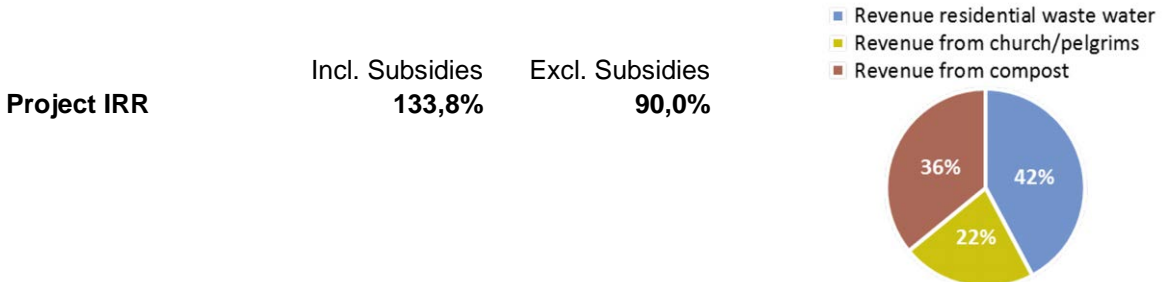 Revenue residential waste water
Revenue from church/pelgrims
Revenue from compost
Incl. Subsidies Excl. Subsidies
Project IRR 133,8% 90,0%
36%
42%
22%